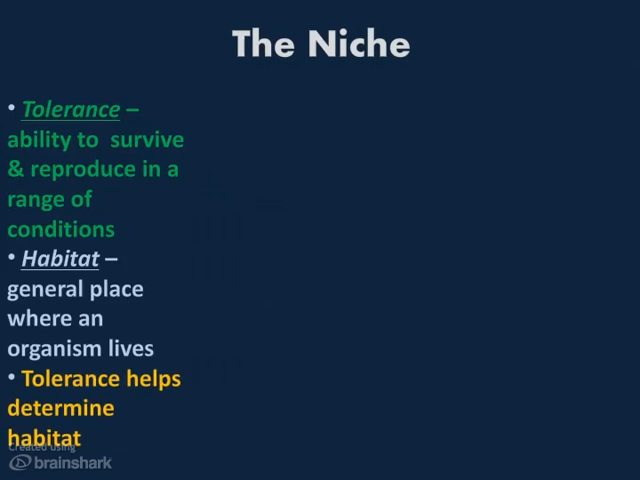 The Niche
• Tolerance –
ability to  survive
& reproduce in a
range of
conditions
• Habitat –
general place
where an
organism lives
• Tolerance helps
determine
habitat
Created using
brainshark